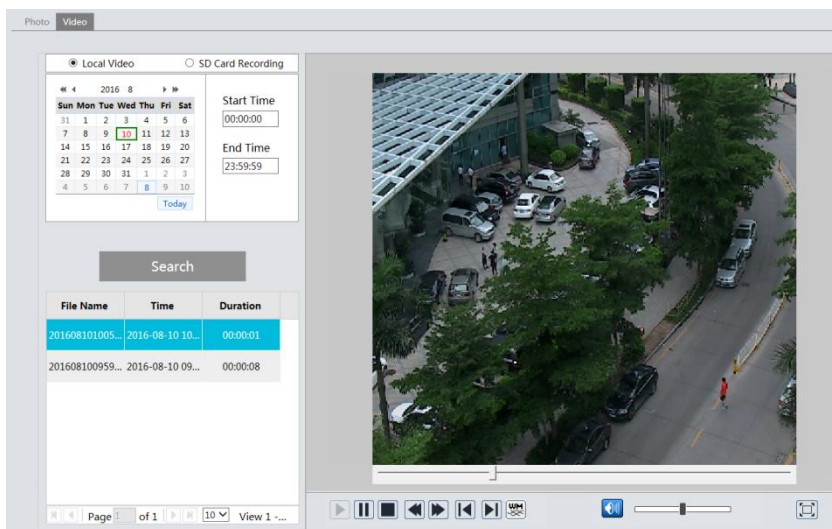 Photo Video
Local Video SD Card Recording
2016 8
Sun Mon Tue Wed Thu Fri Sat
31 1 2 3 4 5 6
7 8 9 10 11 12 13
14 15 16 17 18 19 20
21 22 23 24 25 26 27
28 29 30 31 1 2 3
4 5 6 7 8 9 10
Today
Start Time
00:00:00
End Time
23:59:59
Search
File Name Time Duration
201608101005... 2016-08-10 10... 00:00:01
201608100959... 2016-08-10 09... 00:00:08
Page 1 of 1 10 View 1 -...
WM